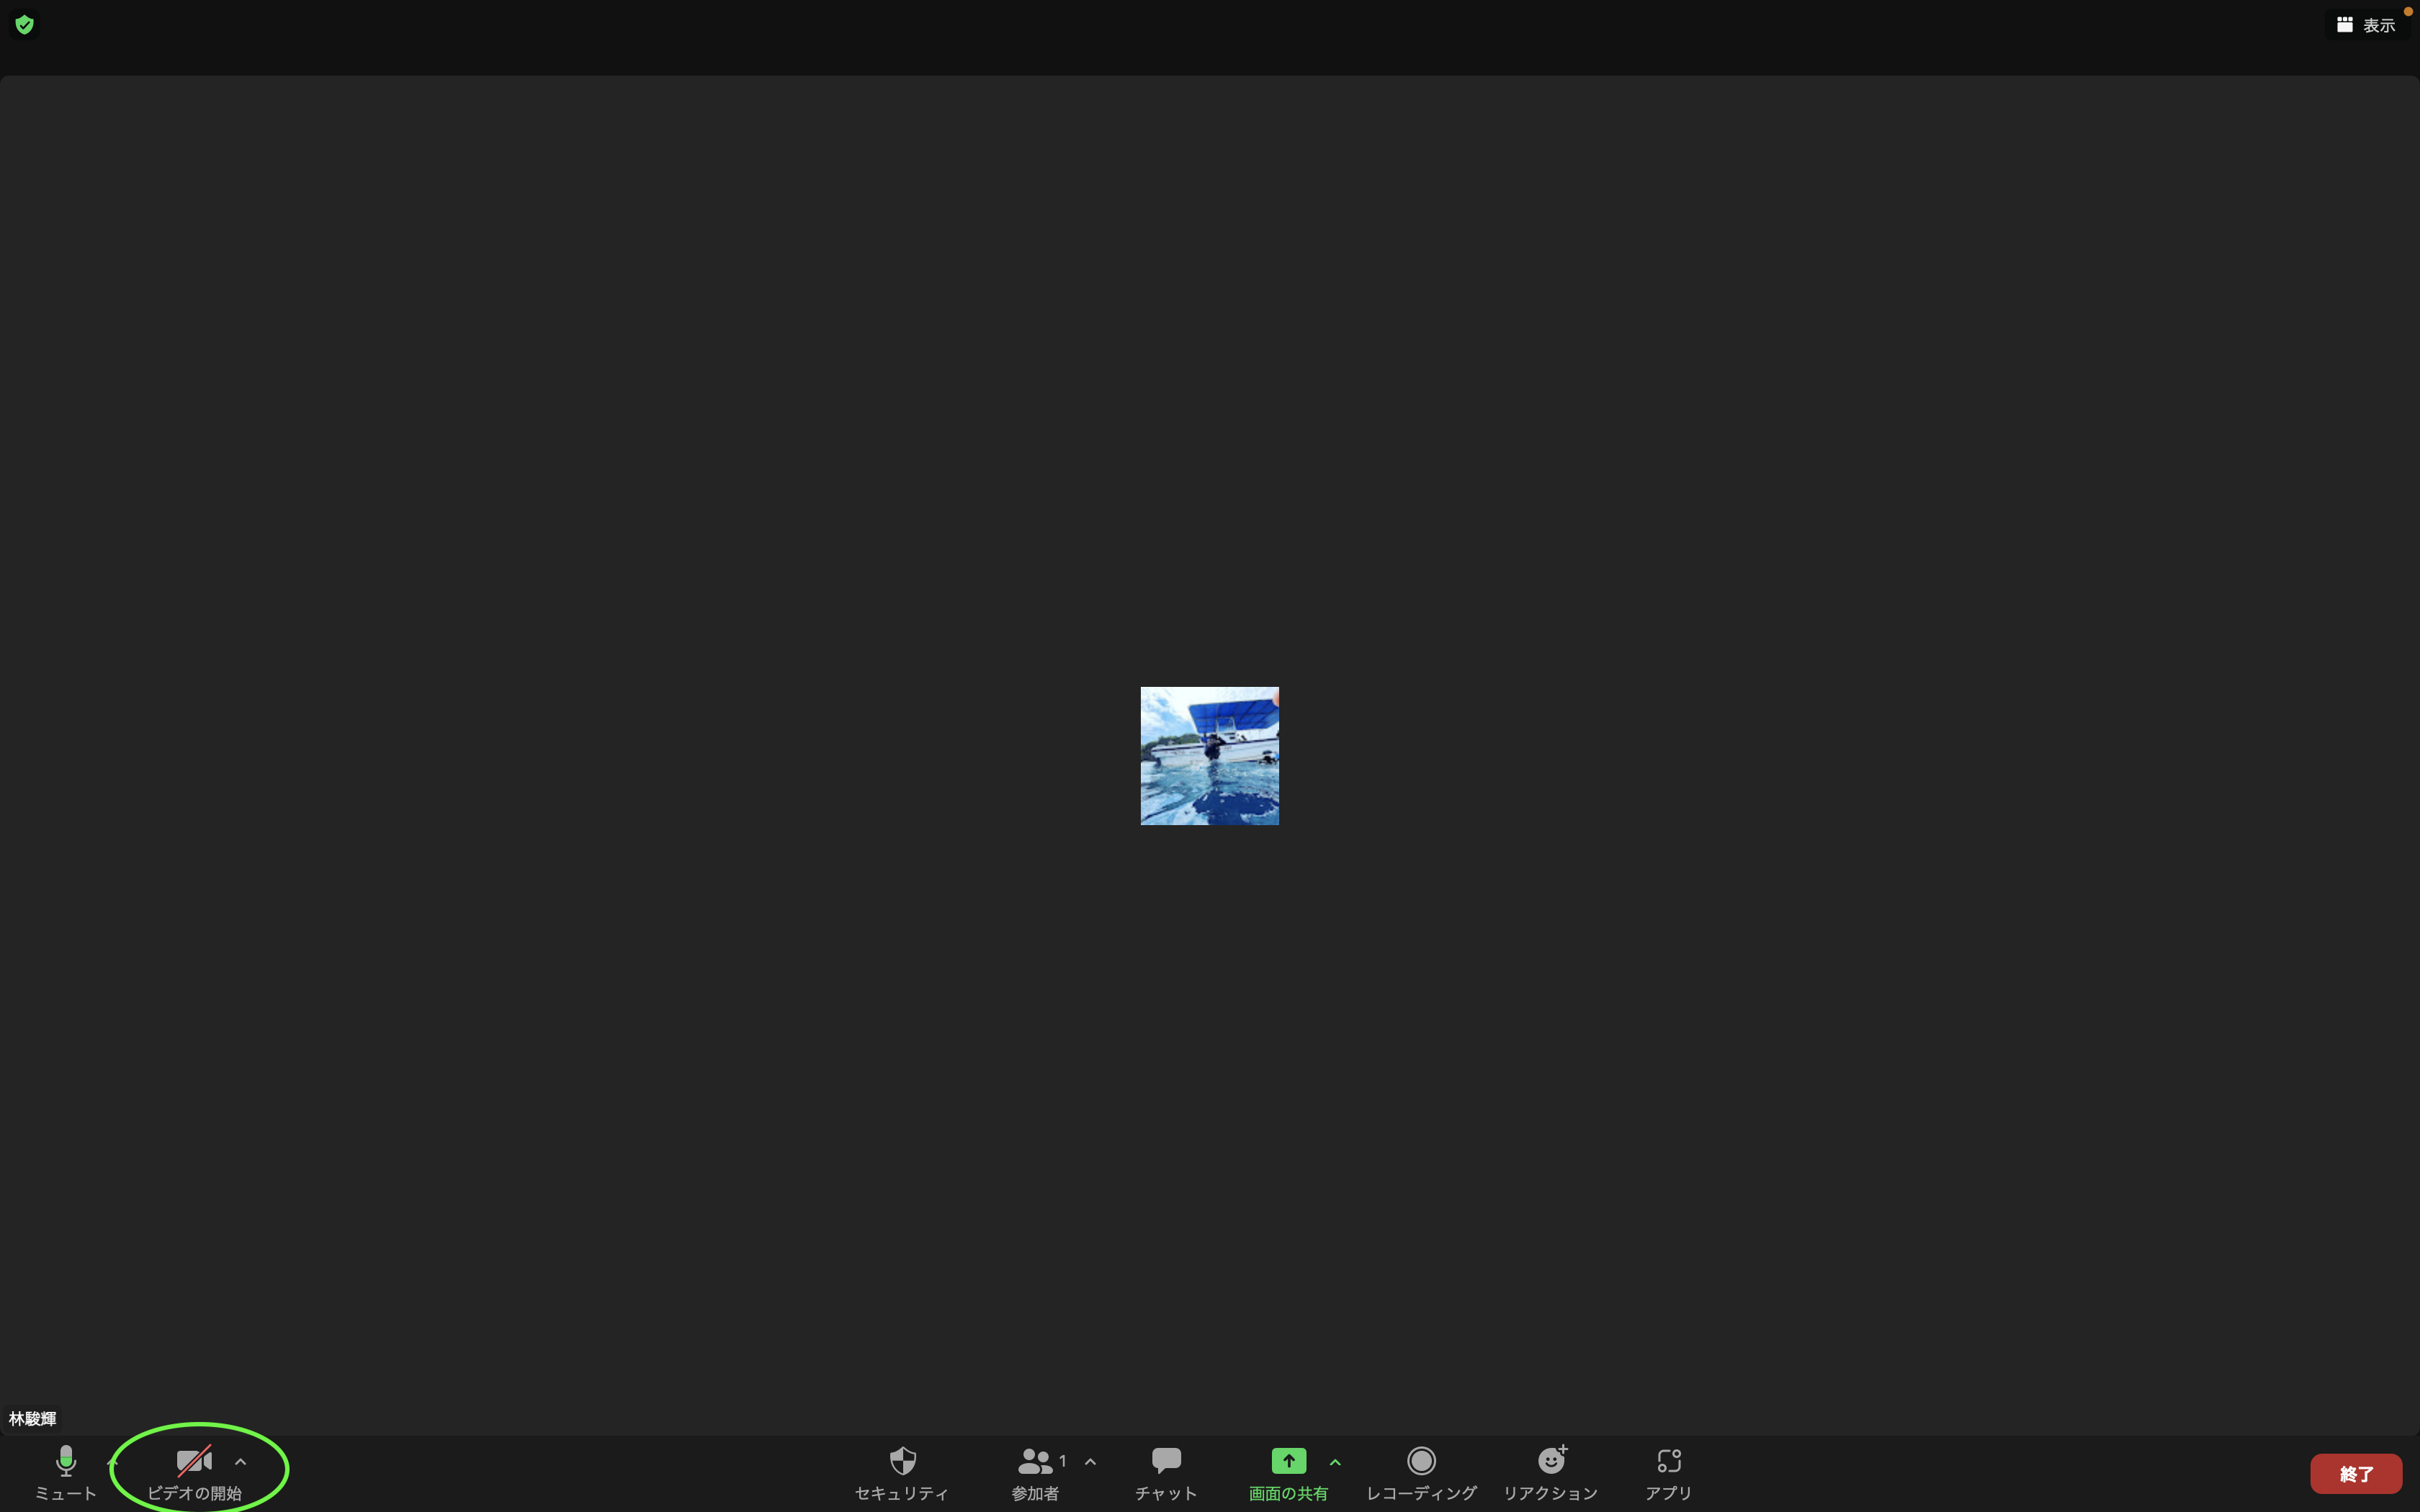 表示
林駿輝
ミュート
ビデオの開始
セキュリティ
参加者
1
チャット
画面の共有
レコーディング
リアクション
アプリ
終了